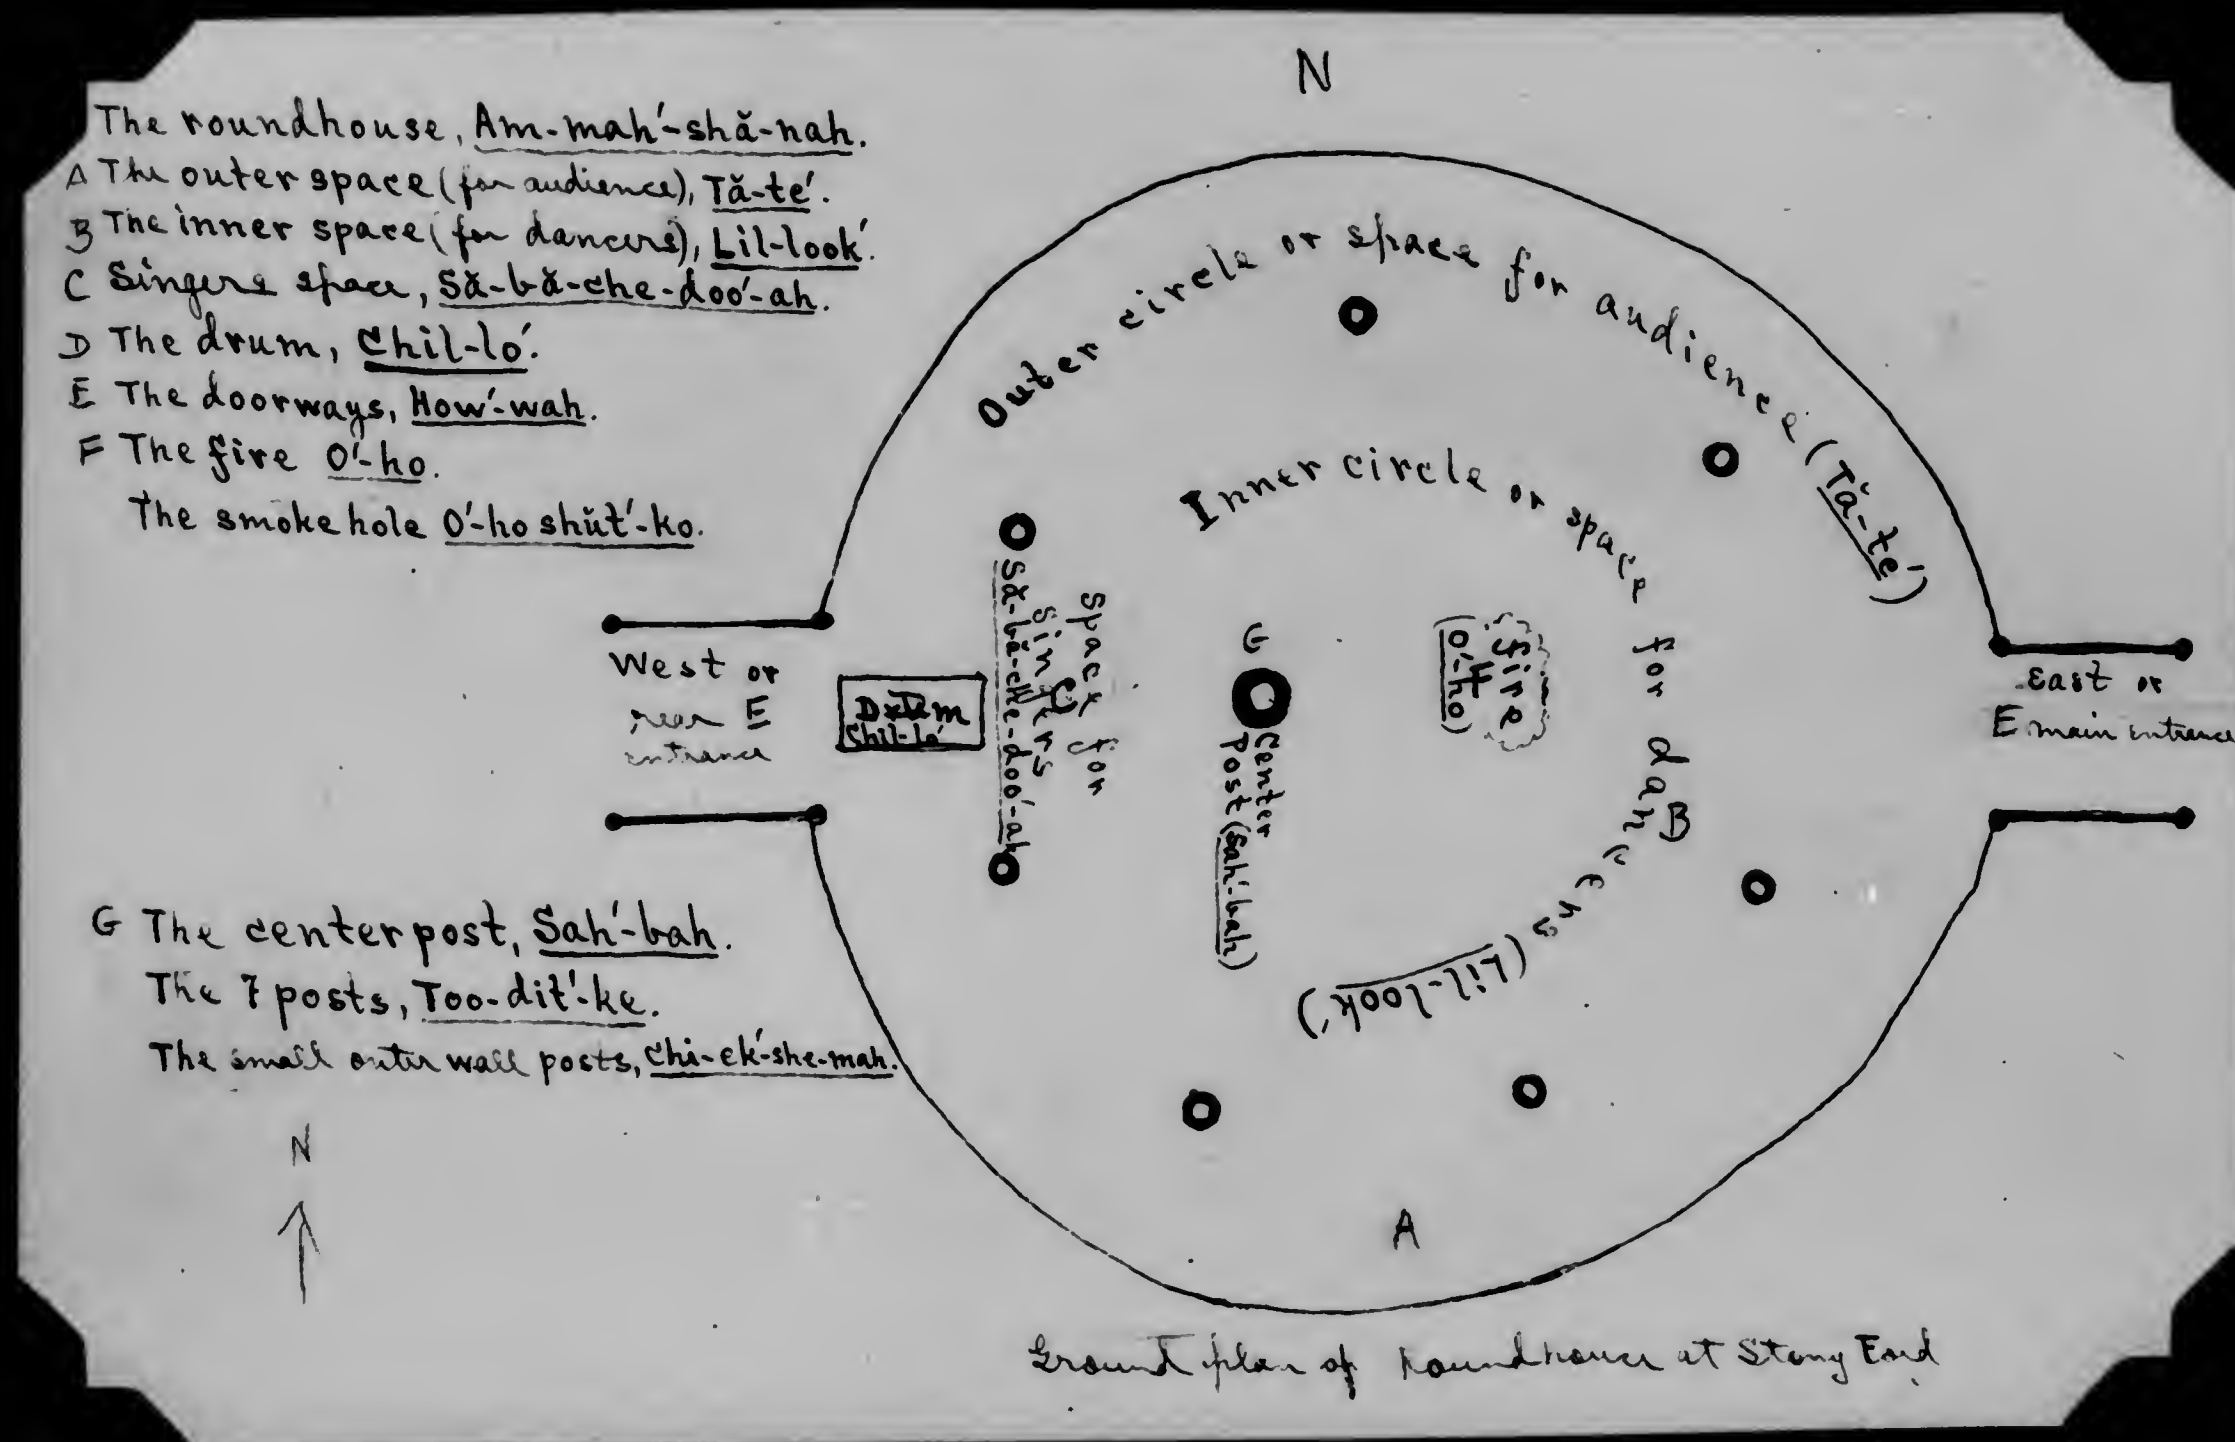 N
The roundhouse, Am-mah′-shă-nah.
A The outer space (for audience), Tă-te′.
B The inner space (for dancers), Lil-look′.
C Singers space, Să-bă-che-doo′-ah.
D The drum, Chil-lo′.
E The doorways, How′-wah.
F The fire O′-ho.
The smoke hole O′-ho shŭt′-ko.
Outer circle or space for audience (Tă-te′)
Inner circle or space for dancers (Lil-look′)
B
Space for
Singers
C
Să-bă-che-doo′-ah
G
Center
Post (Sah′-bah)
fire
F
(O′-ho)
West or
rear E
entrance
Drum
D
Chil-lo′
East or
E main entrance
G The center post, Sah′-bah.
The 7 posts, Too-dit′-ke.
The small outer wall posts, Chi-ek′-she-mah.
N
A
Ground plan of Roundhouse at Stony Ford